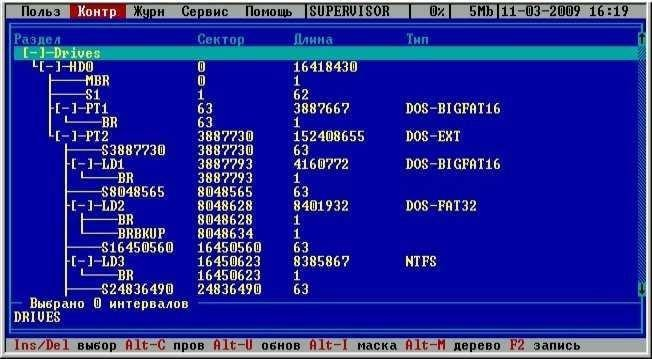 Польз Контр Журн Сервис Помощь SUPERVISOR 0% 5Mb 11-03-2009 16:19
Раздел Сектор Длина Тип
[-]-Drives
[-]-HD0 0 16418430
MBR 0 1
S1 1 62
[-]-PT1 63 3887667 DOS-BIGFAT16
BR 63 1
[-]-PT2 3887730 152408655 DOS-EXT
S3887730 3887730 63
[-]-LD1 3887793 4160772 DOS-BIGFAT16
BR 3887793 1
S8048565 8048565 63
[-]-LD2 8048628 8401932 DOS-FAT32
BR 8048628 1
BRBKUP 8048634 1
S16450560 16450560 63
[-]-LD3 16450623 8385867 NTFS
BR 16450623 1
S24836490 24836490 63
Выбрано 0 интервалов
DRIVES
Ins/Del выбор Alt-C пров Alt-U обнов Alt-I маска Alt-M дерево F2 запись